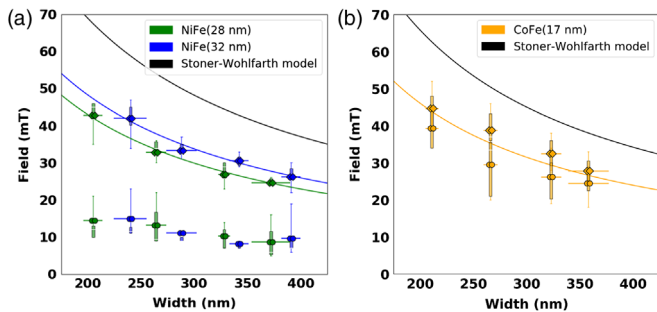 (a)
70
60
50
40
30
20
10
0
Field (mT)
NiFe(28 nm)
NiFe(32 nm)
Stoner-Wohlfarth model
200 250 300 350 400
Width (nm)
(b)
70
60
50
40
30
20
10
0
Field (mT)
CoFe(17 nm)
Stoner-Wohlfarth model
200 250 300 350 400
Width (nm)